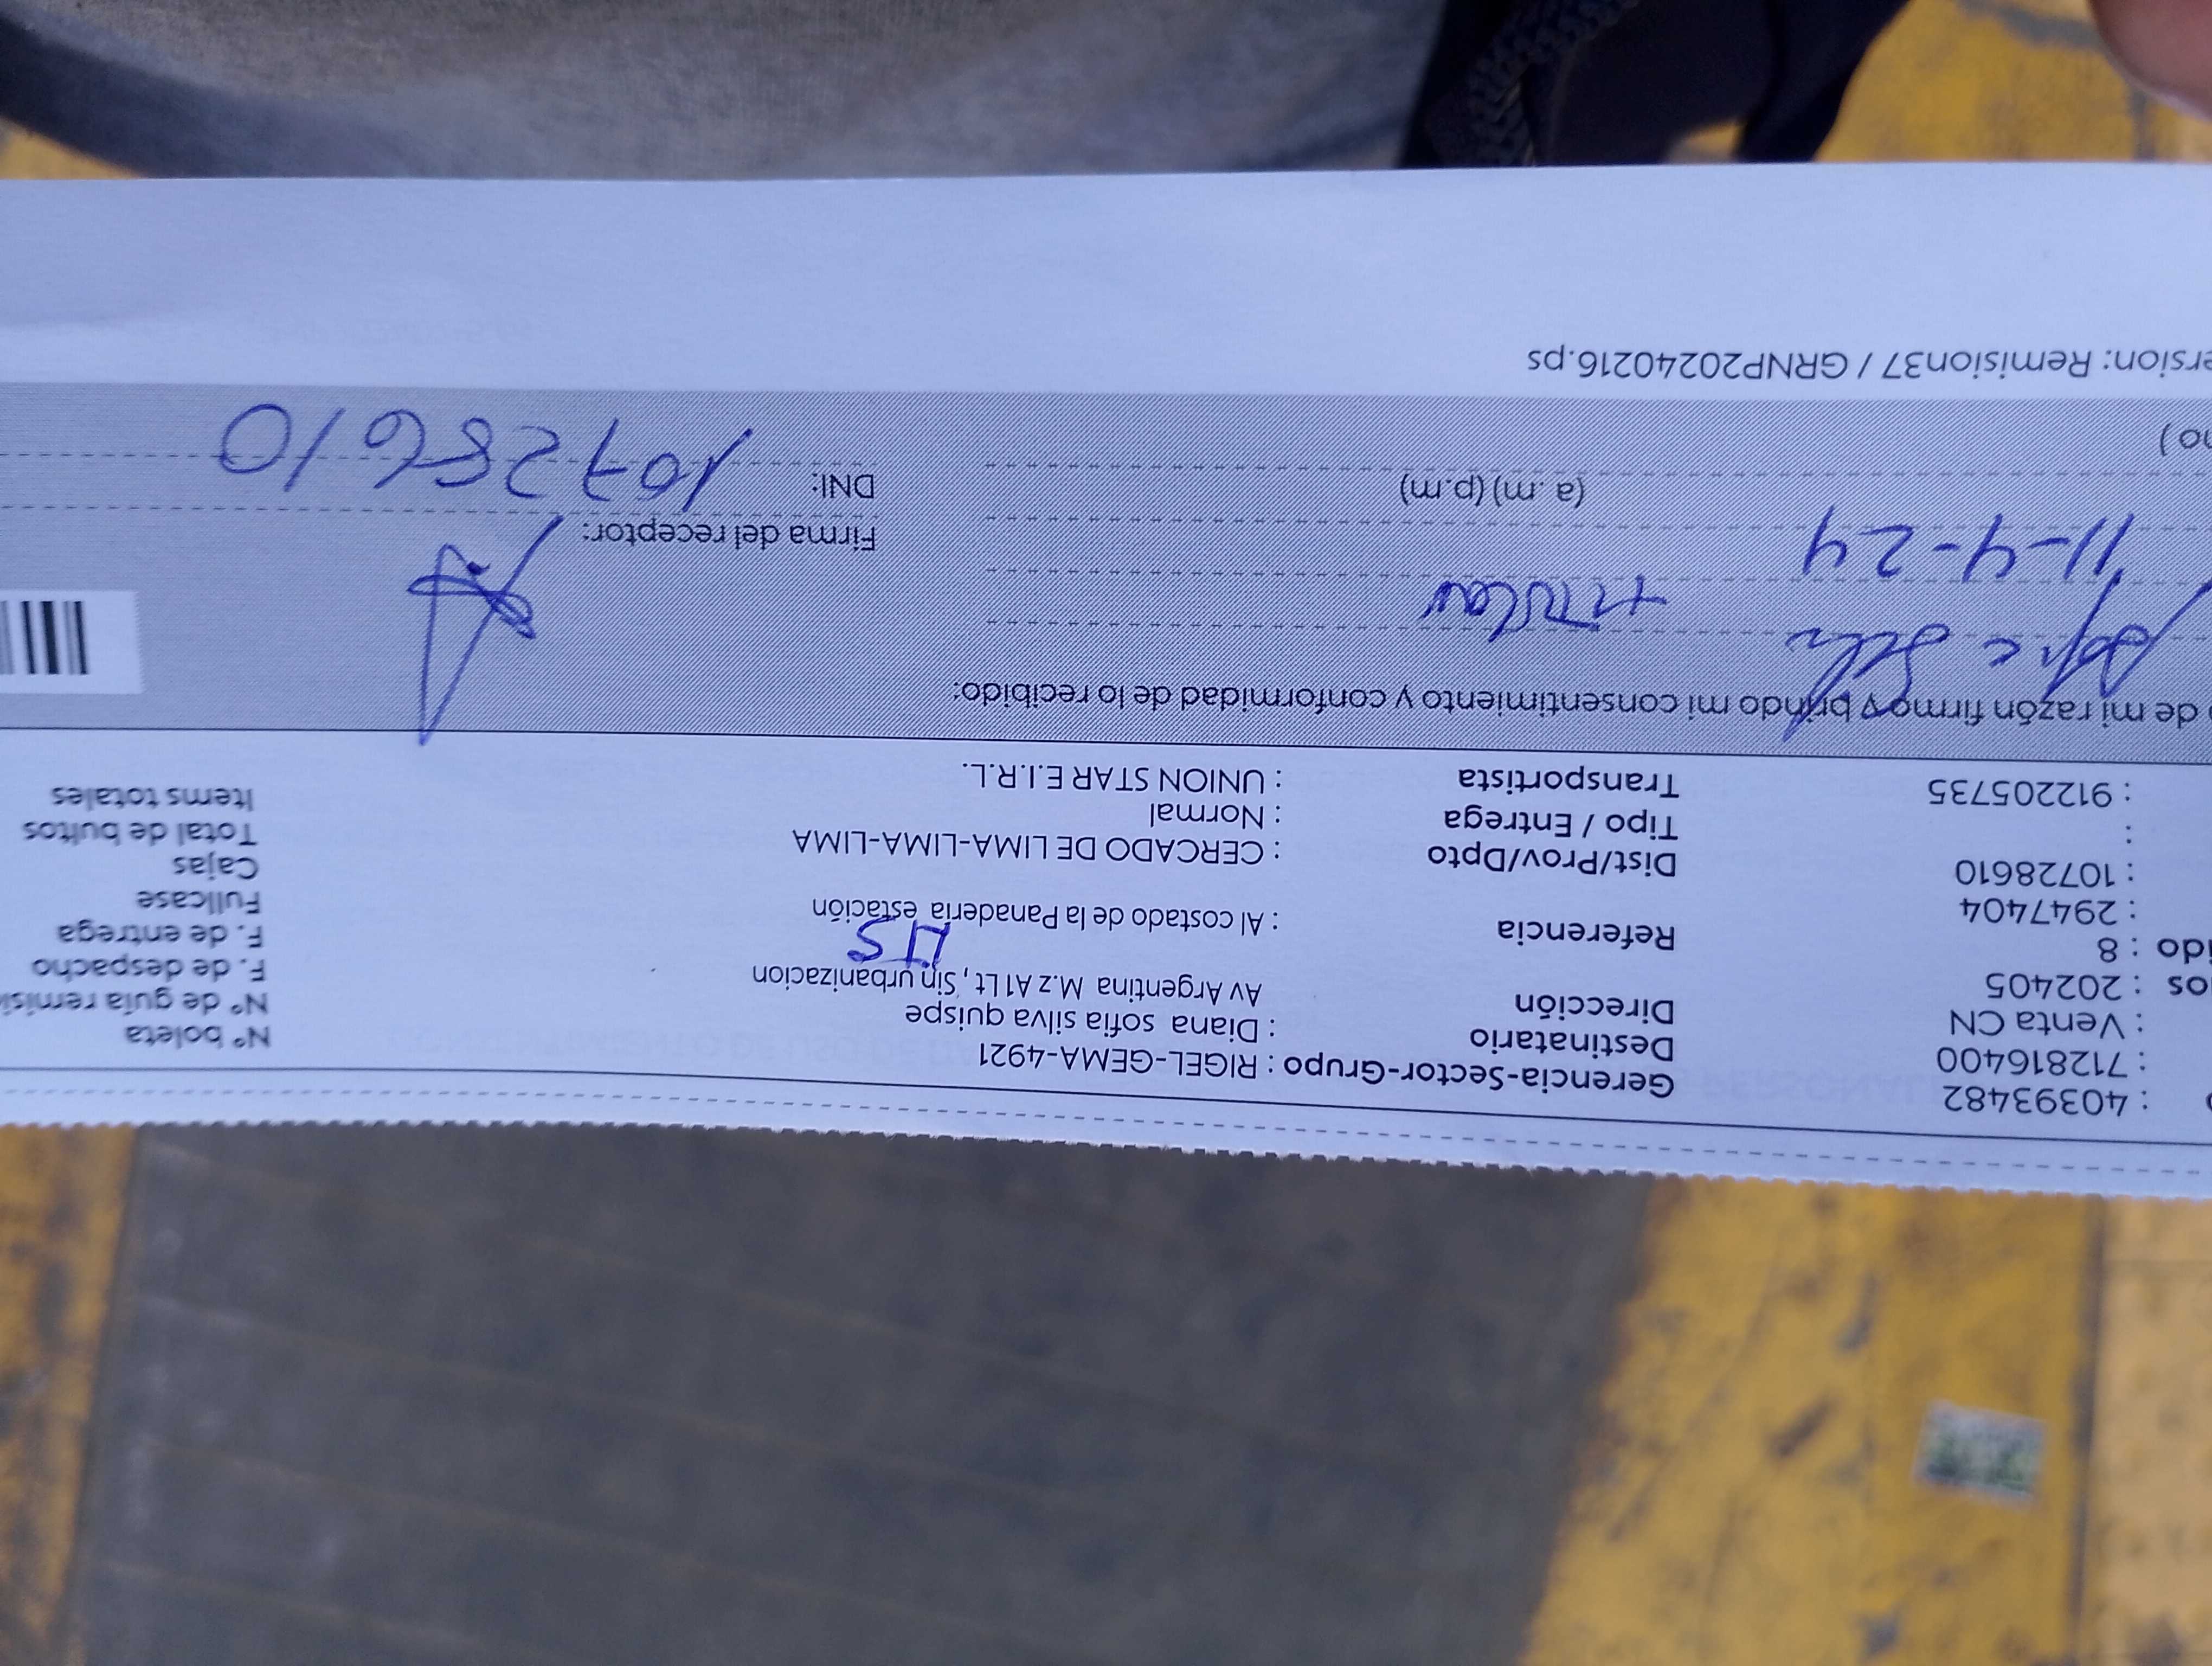 : 40393482 Gerencia-Sector-Grupo : RIGEL-GEMA-4921 N° boleta
: 712816400 Destinatario : Diana sofia silva quispe N° de guía remisi
: Venta CN Dirección Av Argentina M.z A1 Lt , Sin urbanizacion F. de despacho
os : 202405 F. de entrega
ido : 8 Referencia : Al costado de la Panaderia estación Fullcase
: 2947404 Cajas
: 10728610 Dist/Prov/Dpto : CERCADO DE LIMA-LIMA-LIMA Total de bultos
: Tipo / Entrega : Normal Items totales
: 912205735 Transportista : UNION STAR E.I.R.L.
de mi razón firmo y brindo mi consentimiento y conformidad de lo recibido:
titular
11-4-24 Firma del receptor:
(a.m) (p.m) DNI: 10728610
no)
ersion: Remision37 / GRNP20240216.ps